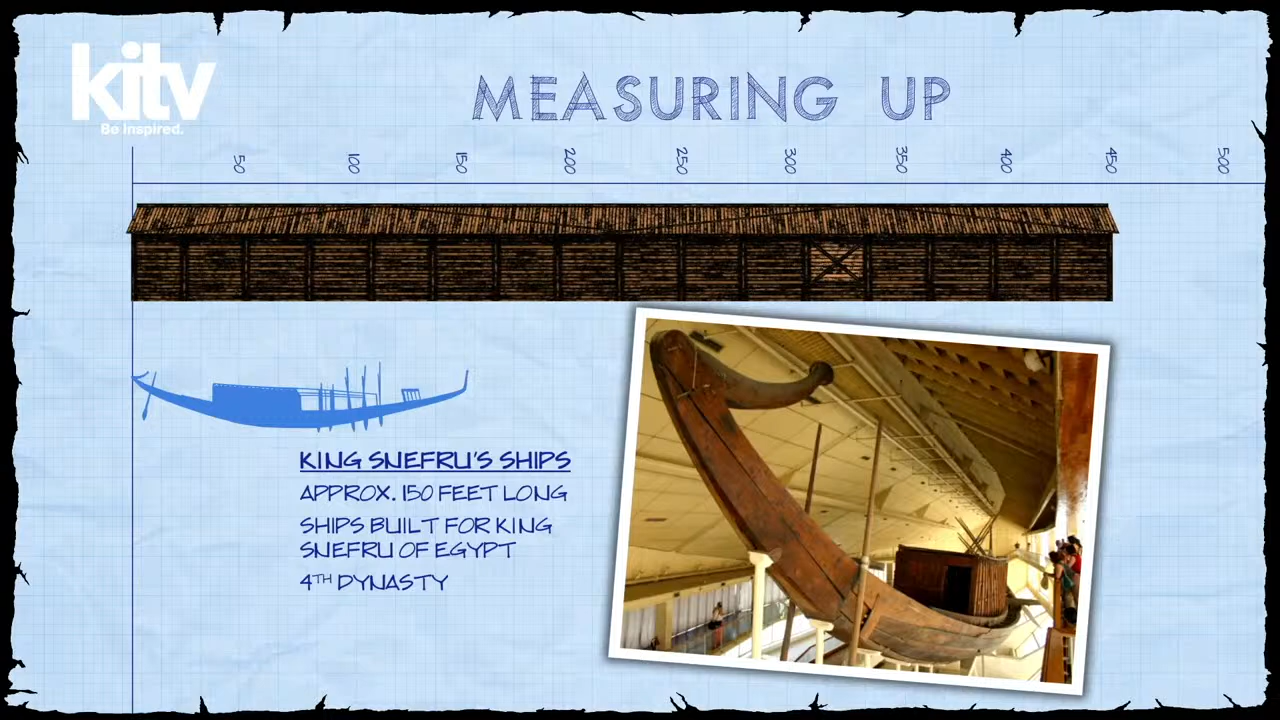 kitv
Be Inspired.
MEASURING UP
50 100 150 200 250 300 350 400 450 500
KING SNEFRU'S SHIPS
APPROX. 150 FEET LONG
SHIPS BUILT FOR KING
SNEFRU OF EGYPT
4TH DYNASTY